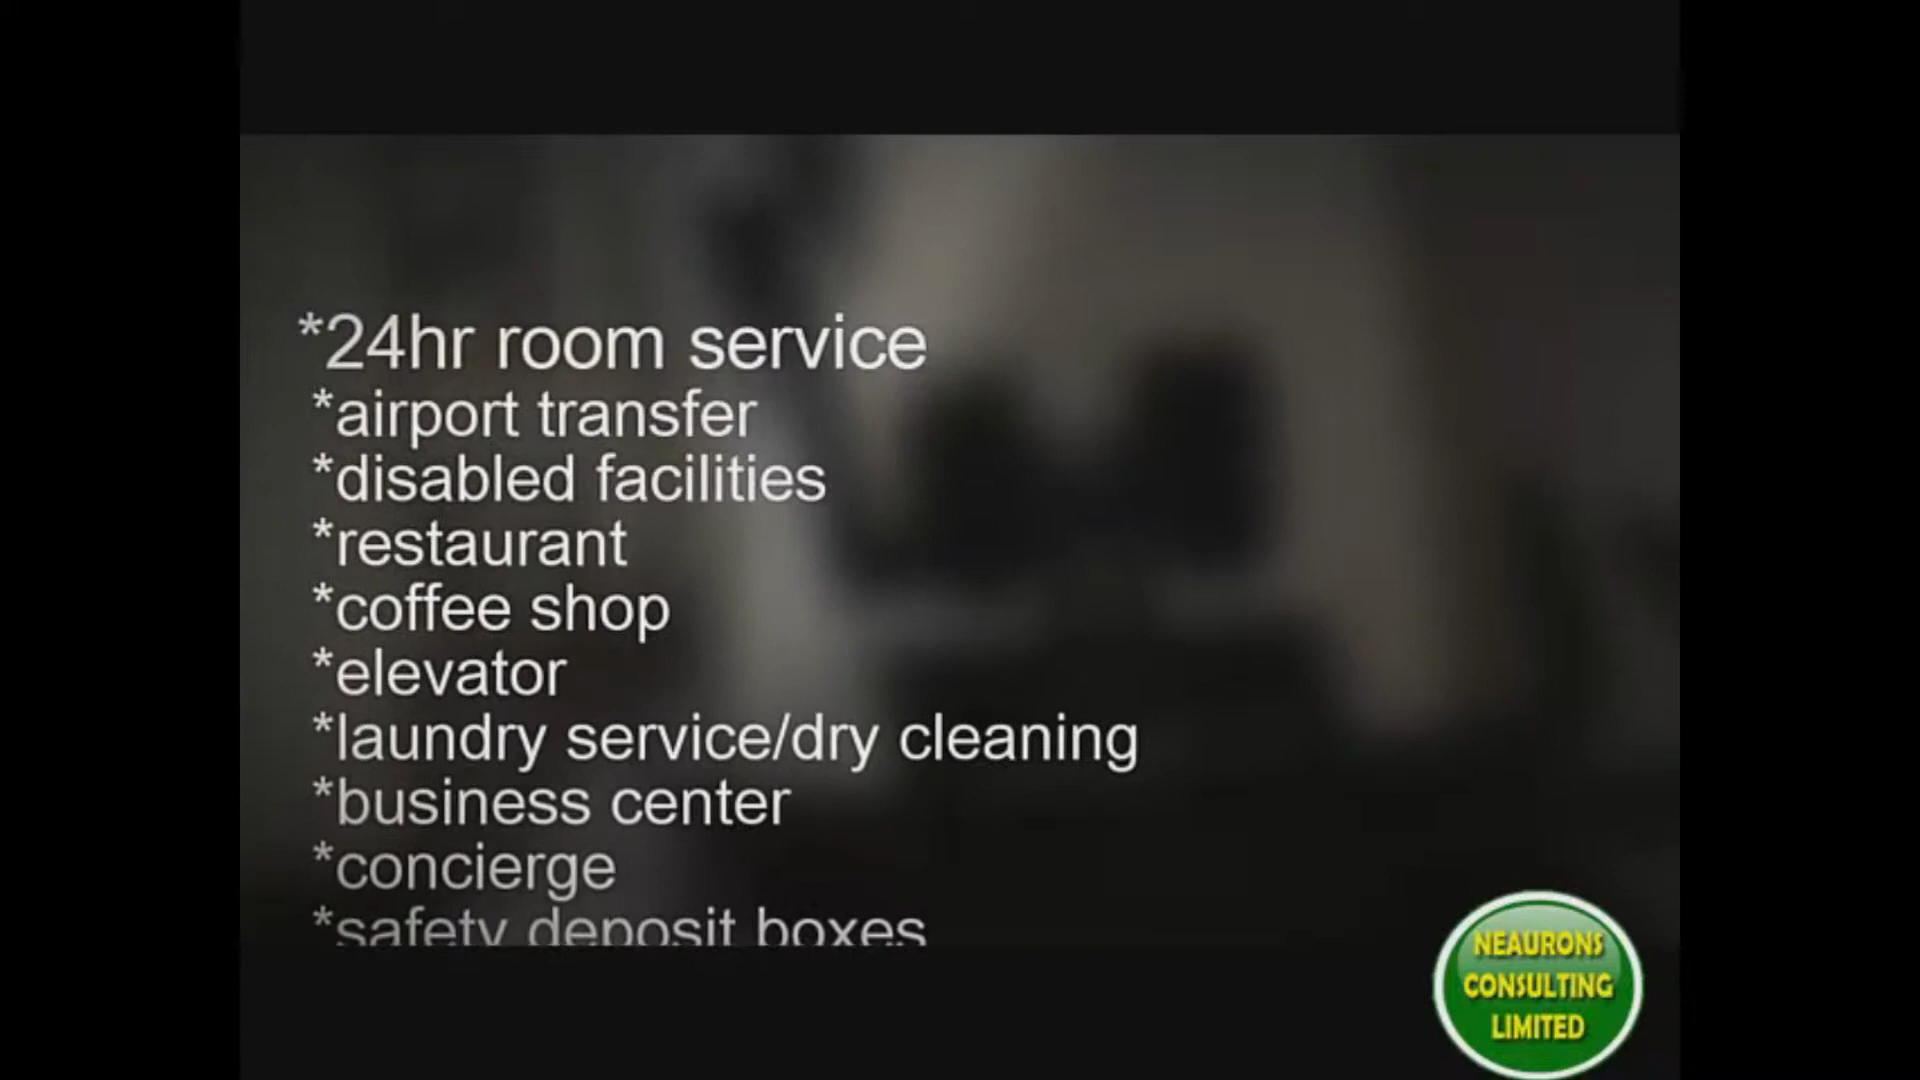 *24hr room service
*airport transfer
*disabled facilities
*restaurant
*coffee shop
*elevator
*laundry service/dry cleaning
*business center
*concierge
*safety deposit boxes
NEAURONS
CONSULTING
LIMITED